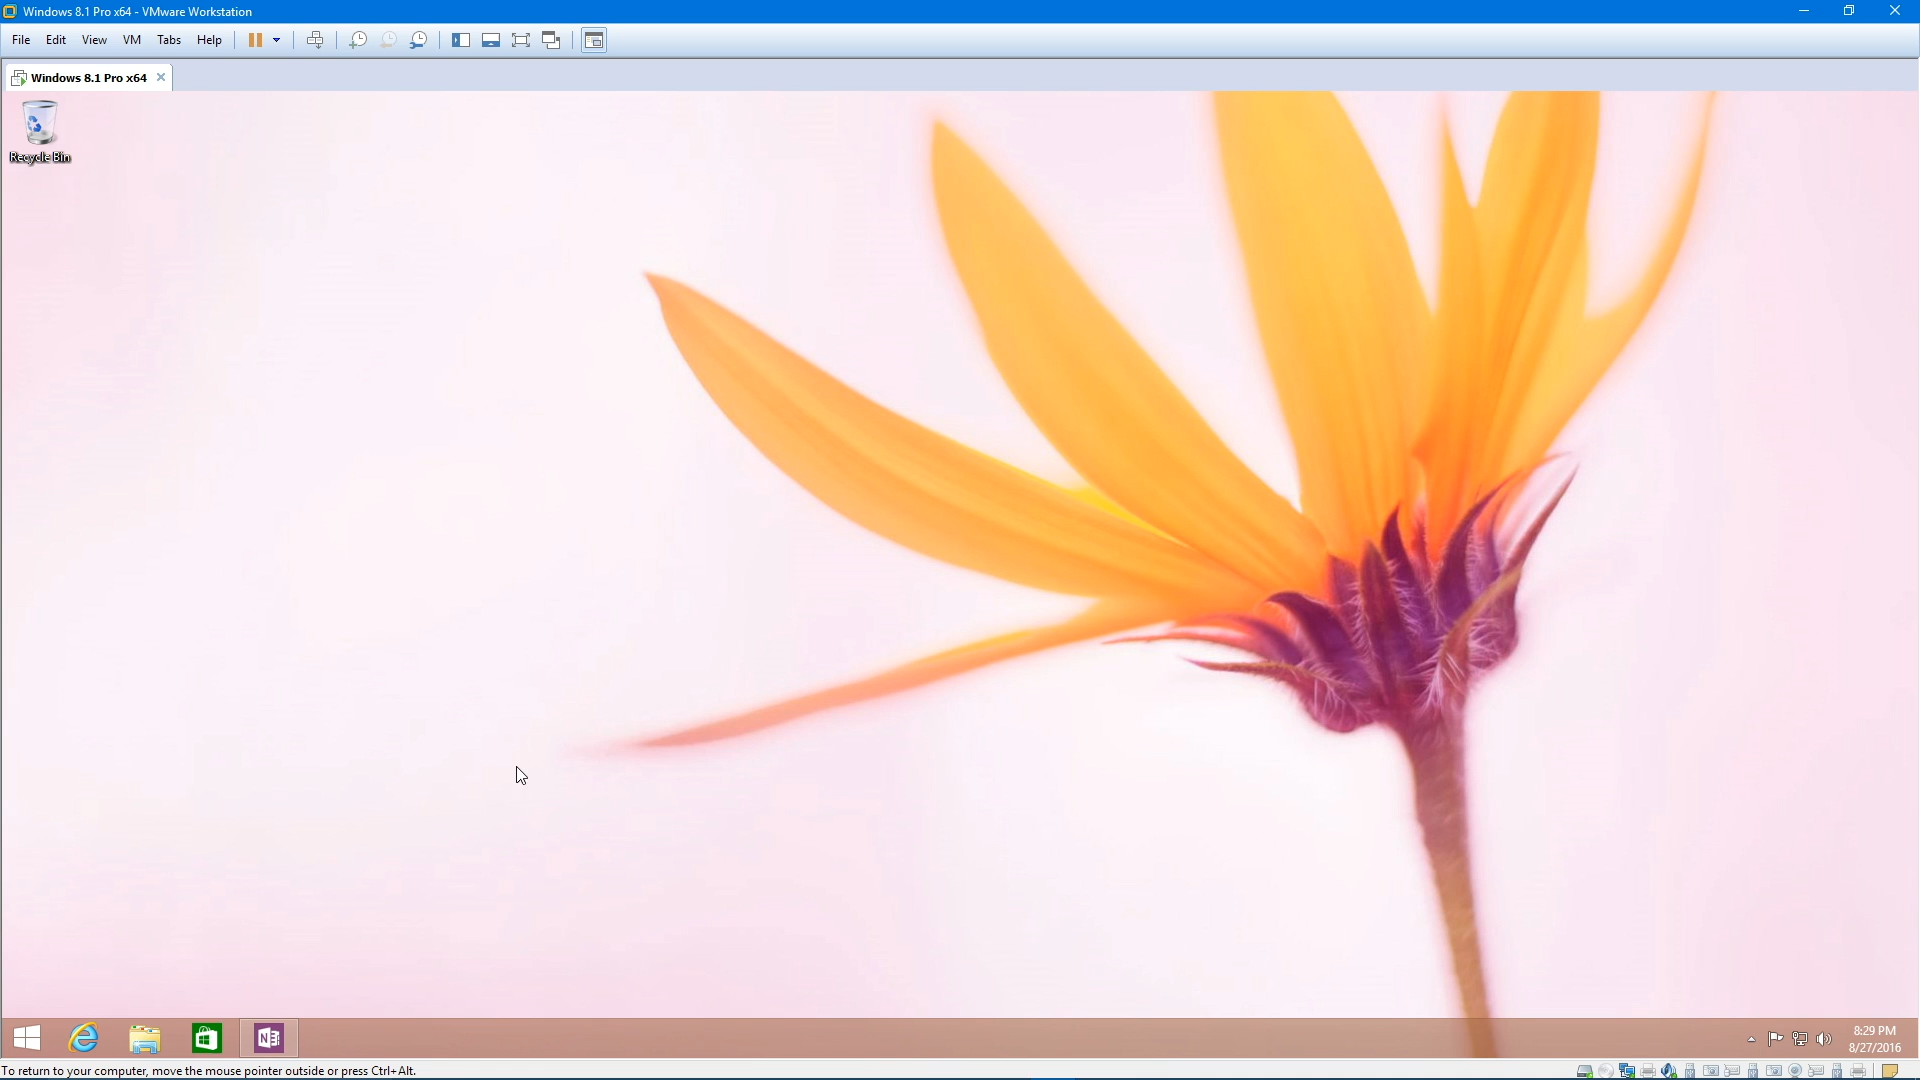 Windows 8.1 Pro x64 - VMware Workstation
File Edit View VM Tabs Help
Windows 8.1 Pro x64
Recycle Bin
N
8:29 PM
8/27/2016
To return to your computer, move the mouse pointer outside or press Ctrl+Alt.